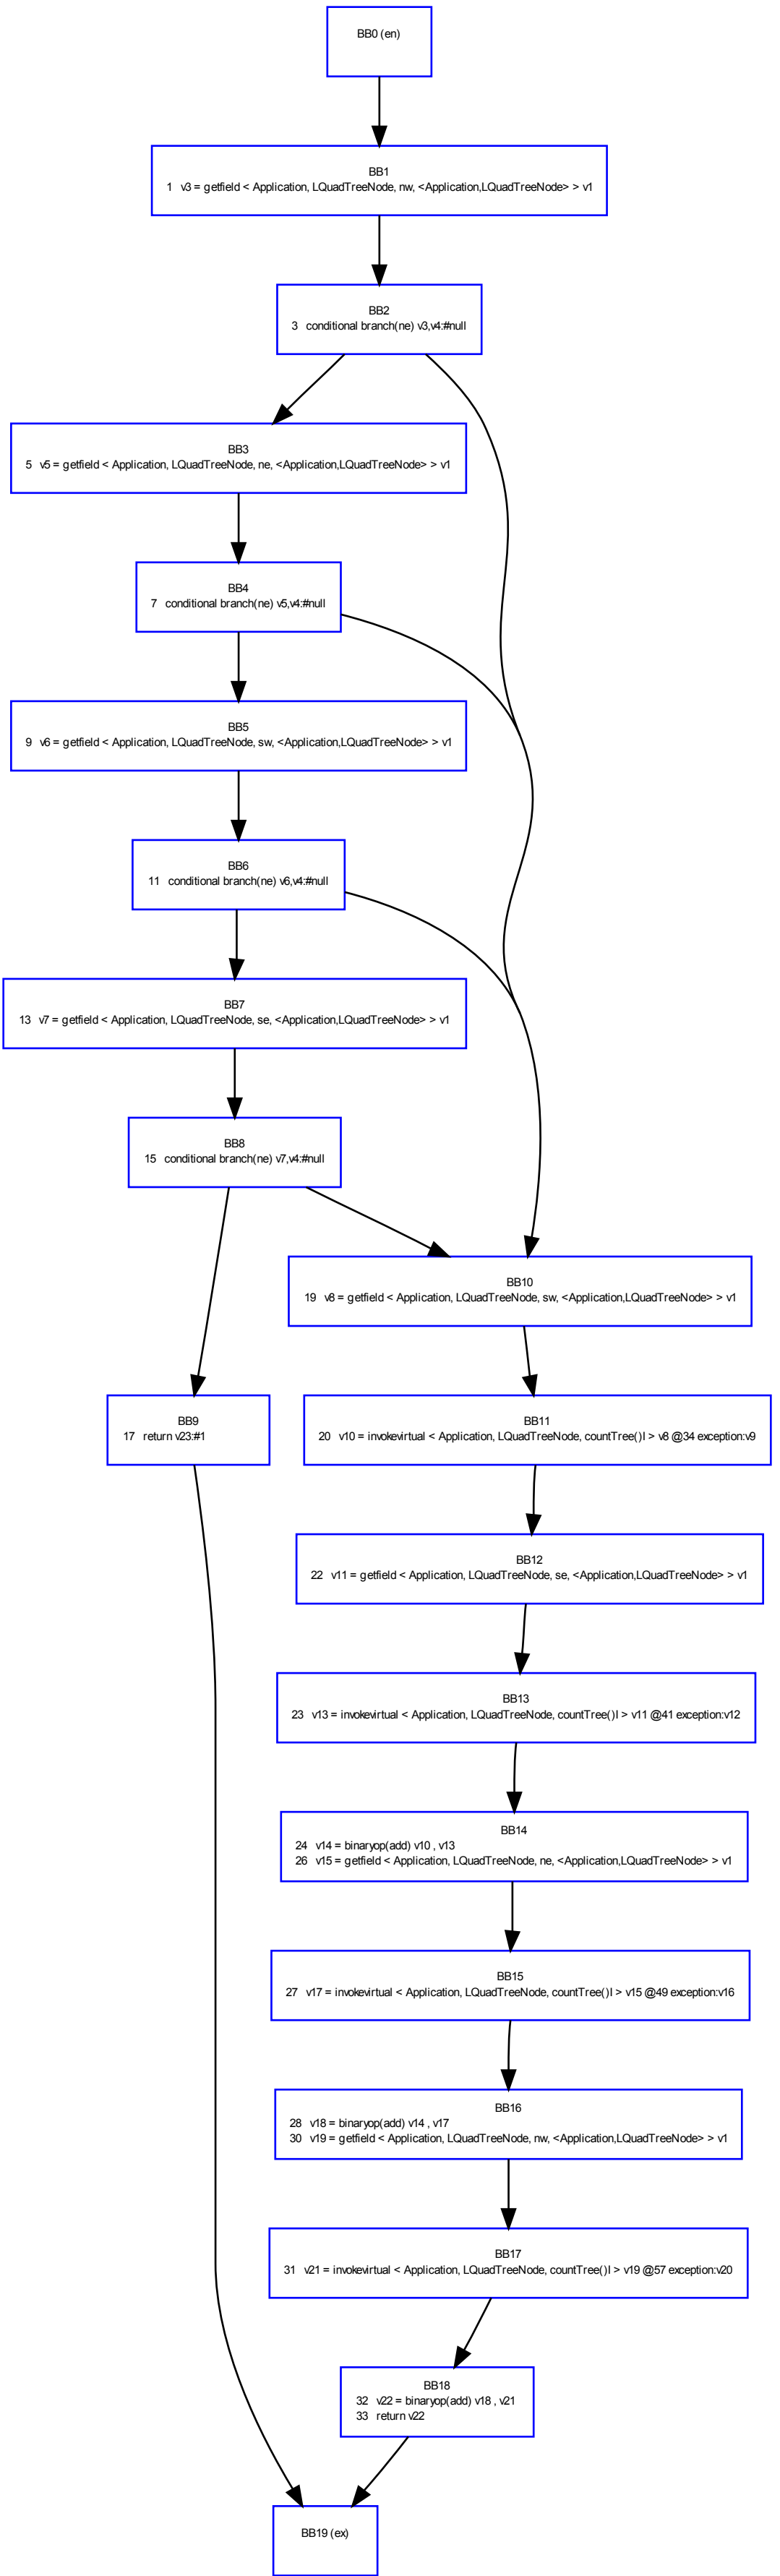 BB0 (en)
BB1
1 v3 = getfield < Application, LQuadTreeNode, nw, <Application,LQuadTreeNode> > v1
BB2
3 conditional branch(ne) v3,v4:#null
BB3
5 v5 = getfield < Application, LQuadTreeNode, ne, <Application,LQuadTreeNode> > v1
BB4
7 conditional branch(ne) v5,v4:#null
BB5
9 v6 = getfield < Application, LQuadTreeNode, sw, <Application,LQuadTreeNode> > v1
BB6
11 conditional branch(ne) v6,v4:#null
BB7
13 v7 = getfield < Application, LQuadTreeNode, se, <Application,LQuadTreeNode> > v1
BB8
15 conditional branch(ne) v7,v4:#null
BB10
19 v8 = getfield < Application, LQuadTreeNode, sw, <Application,LQuadTreeNode> > v1
BB9
17 return v23:#1
BB11
20 v10 = invokevirtual < Application, LQuadTreeNode, countTree()I > v8 @34 exception:v9
BB12
22 v11 = getfield < Application, LQuadTreeNode, se, <Application,LQuadTreeNode> > v1
BB13
23 v13 = invokevirtual < Application, LQuadTreeNode, countTree()I > v11 @41 exception:v12
BB14
24 v14 = binaryop(add) v10 , v13
26 v15 = getfield < Application, LQuadTreeNode, ne, <Application,LQuadTreeNode> > v1
BB15
27 v17 = invokevirtual < Application, LQuadTreeNode, countTree()I > v15 @49 exception:v16
BB16
28 v18 = binaryop(add) v14 , v17
30 v19 = getfield < Application, LQuadTreeNode, nw, <Application,LQuadTreeNode> > v1
BB17
31 v21 = invokevirtual < Application, LQuadTreeNode, countTree()I > v19 @57 exception:v20
BB18
32 v22 = binaryop(add) v18 , v21
33 return v22
BB19 (ex)